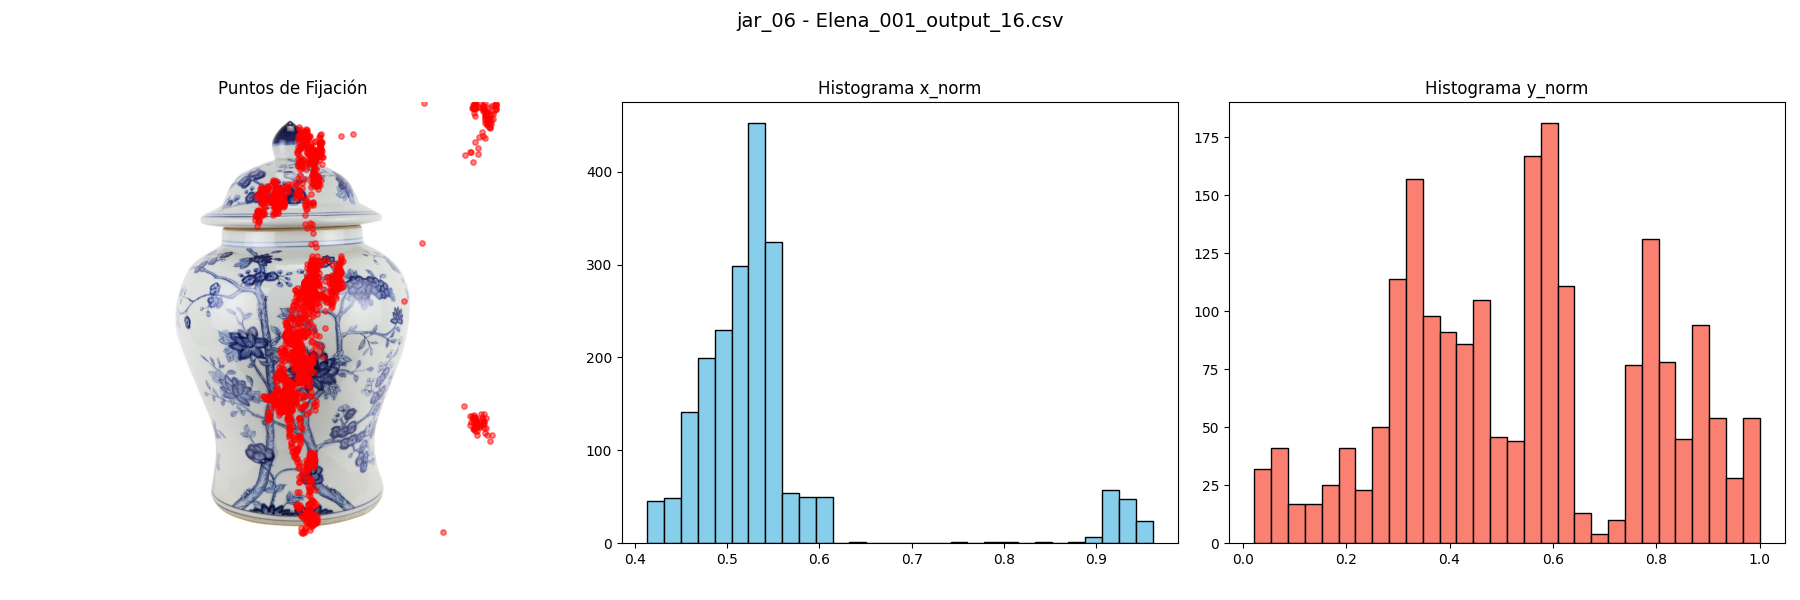 jar_06 - Elena_001_output_16.csv
Puntos de Fijación
Histograma x_norm
Histograma y_norm
400
300
200
100
0
0.4 0.5 0.6 0.7 0.8 0.9
175
150
125
100
75
50
25
0
0.0 0.2 0.4 0.6 0.8 1.0